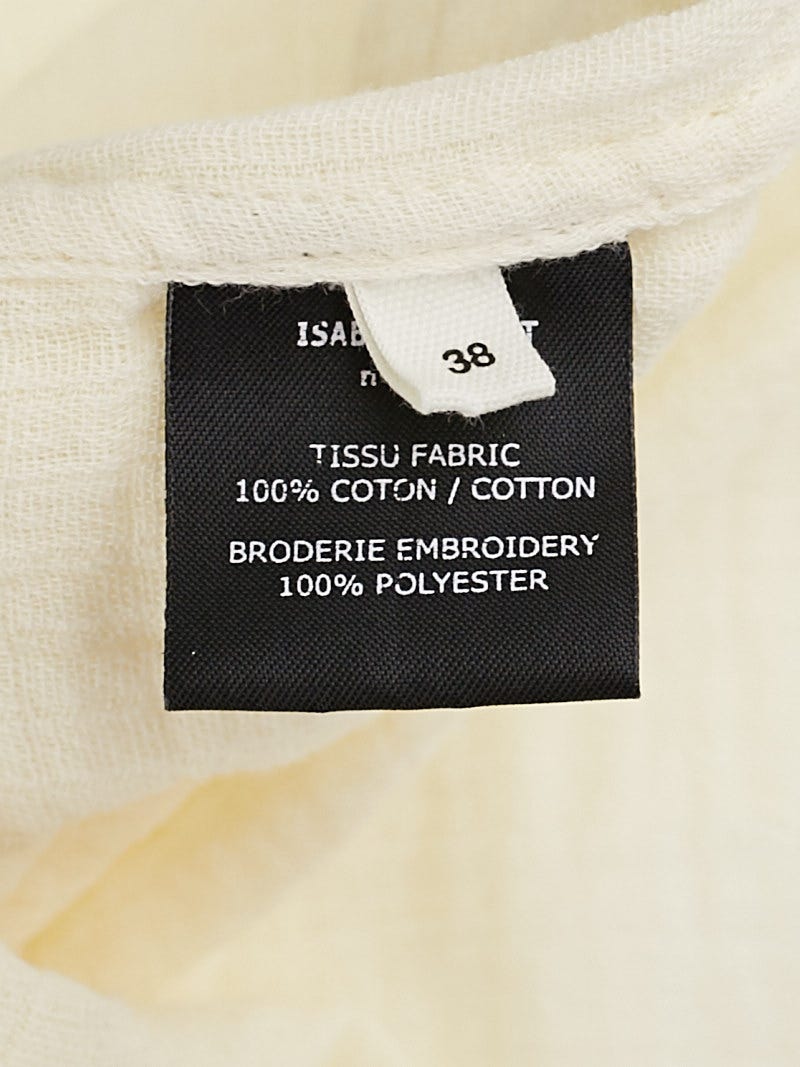 38
TISSU FABRIC
100% COTON / COTTON
BRODERIE EMBROIDERY
100% POLYESTER